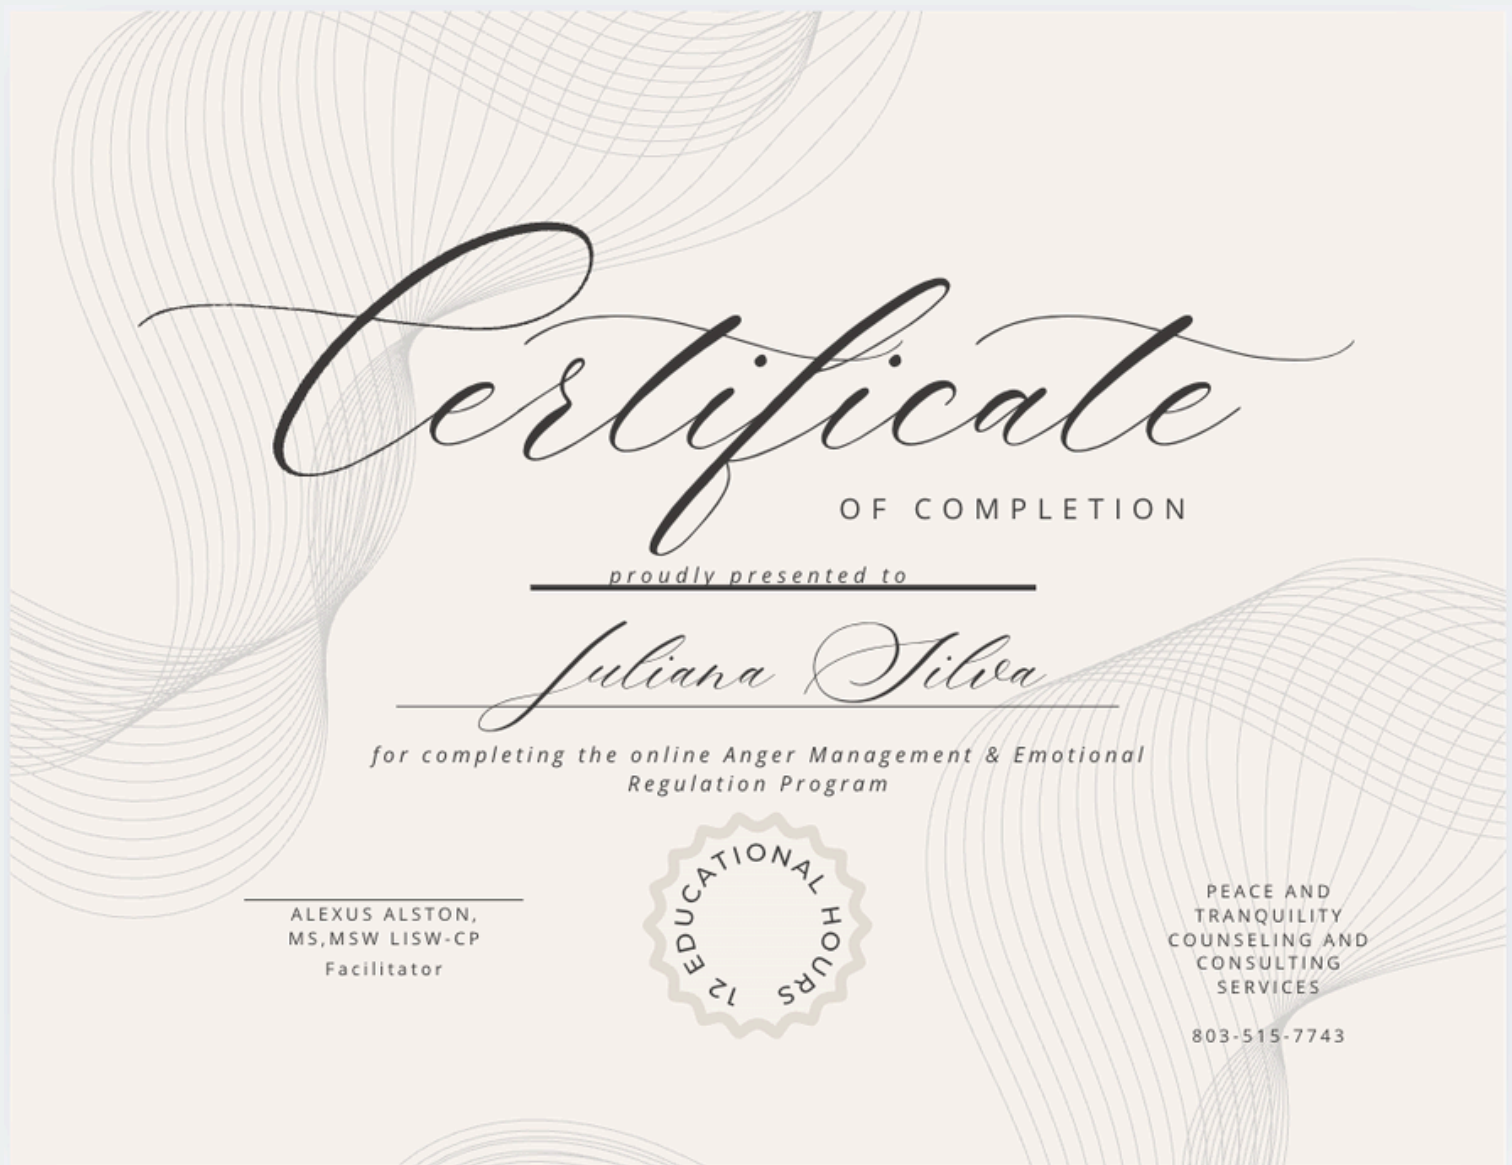 Certificate
OF COMPLETION
proudly presented to
Juliana Silva
for completing the online Anger Management & Emotional
Regulation Program
12 EDUCATIONAL HOURS
ALEXUS ALSTON,
MS,MSW LISW-CP
Facilitator
PEACE AND
TRANQUILITY
COUNSELING AND
CONSULTING
SERVICES
803-515-7743